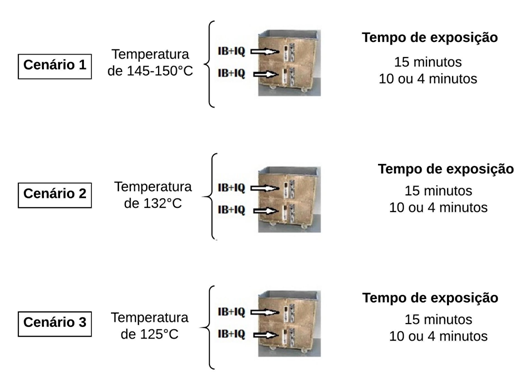 Tempo de exposição
Cenário 1
Temperatura
de 145-150°C
IB+IQ
IB+IQ
15 minutos
10 ou 4 minutos
Tempo de exposição
Cenário 2
Temperatura
de 132°C
IB+IQ
IB+IQ
15 minutos
10 ou 4 minutos
Tempo de exposição
Cenário 3
Temperatura
de 125°C
IB+IQ
IB+IQ
15 minutos
10 ou 4 minutos